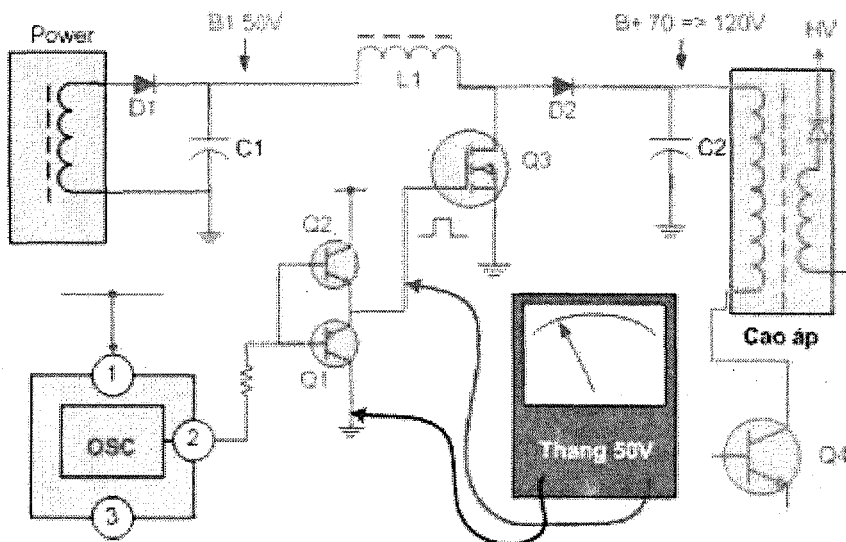 Power
B+ 50V
B+ 70 => 120V
HV
D1
L1
D2
C1
Q3
C2
Q2
Cao áp
1
Q1
OSC
2
Thang 50V
Q4
3